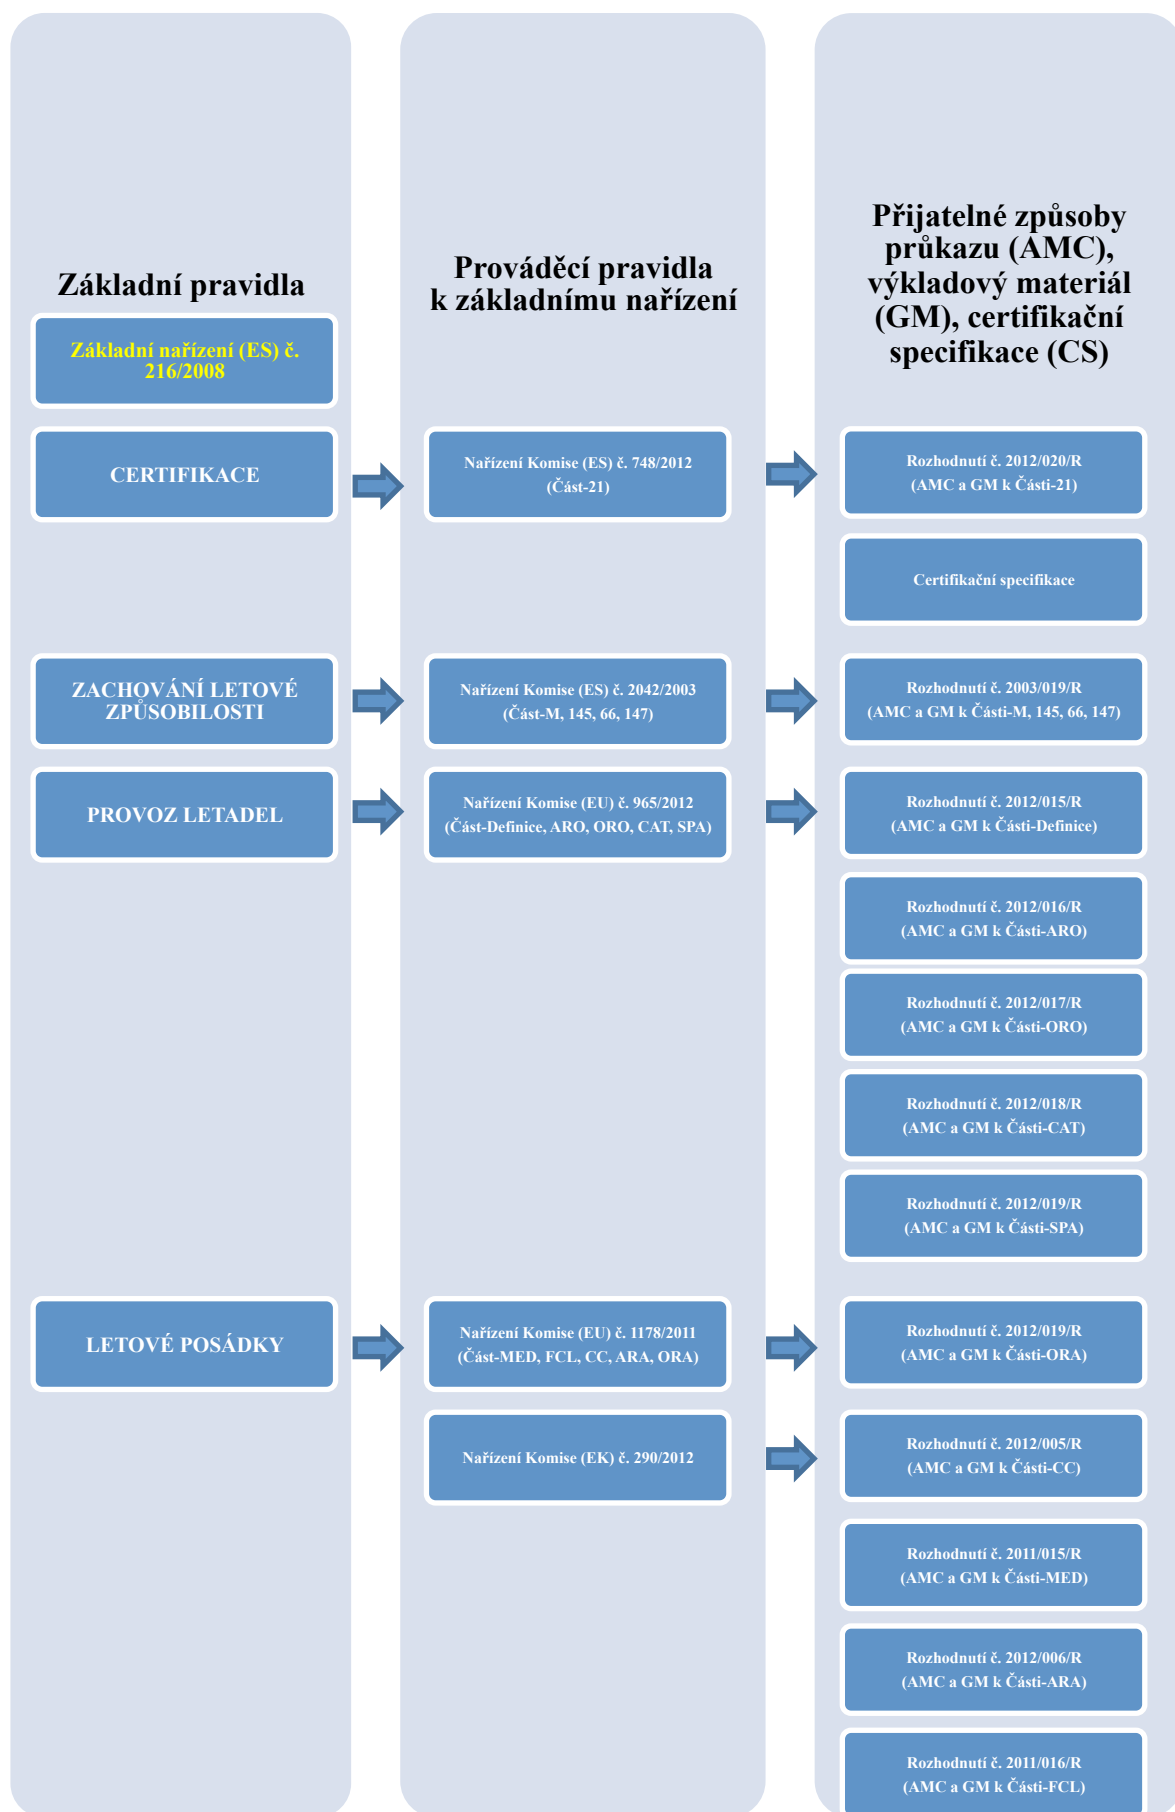 Základní pravidla
Základní nařízení (ES) č.
216/2008
CERTIFIKACE
ZACHOVÁNÍ LETOVÉ
ZPŮSOBILOSTI
PROVOZ LETADEL
LETOVÉ POSÁDKY
Prováděcí pravidla
k základnímu nařízení
Nařízení Komise (ES) č. 748/2012
(Část-21)
Nařízení Komise (ES) č. 2042/2003
(Část-M, 145, 66, 147)
Nařízení Komise (EU) č. 965/2012
(Část-Definice, ARO, ORO, CAT, SPA)
Nařízení Komise (EU) č. 1178/2011
(Část-MED, FCL, CC, ARA, ORA)
Nařízení Komise (EK) č. 290/2012
Přijatelné způsoby
průkazu (AMC),
výkladový materiál
(GM), certifikační
specifikace (CS)
Rozhodnutí č. 2012/020/R
(AMC a GM k Části-21)
Certifikační specifikace
Rozhodnutí č. 2003/019/R
(AMC a GM k Části-M, 145, 66, 147)
Rozhodnutí č. 2012/015/R
(AMC a GM k Části-Definice)
Rozhodnutí č. 2012/016/R
(AMC a GM k Části-ARO)
Rozhodnutí č. 2012/017/R
(AMC a GM k Části-ORO)
Rozhodnutí č. 2012/018/R
(AMC a GM k Části-CAT)
Rozhodnutí č. 2012/019/R
(AMC a GM k Části-SPA)
Rozhodnutí č. 2012/019/R
(AMC a GM k Části-ORA)
Rozhodnutí č. 2012/005/R
(AMC a GM k Části-CC)
Rozhodnutí č. 2011/015/R
(AMC a GM k Části-MED)
Rozhodnutí č. 2012/006/R
(AMC a GM k Části-ARA)
Rozhodnutí č. 2011/016/R
(AMC a GM k Části-FCL)